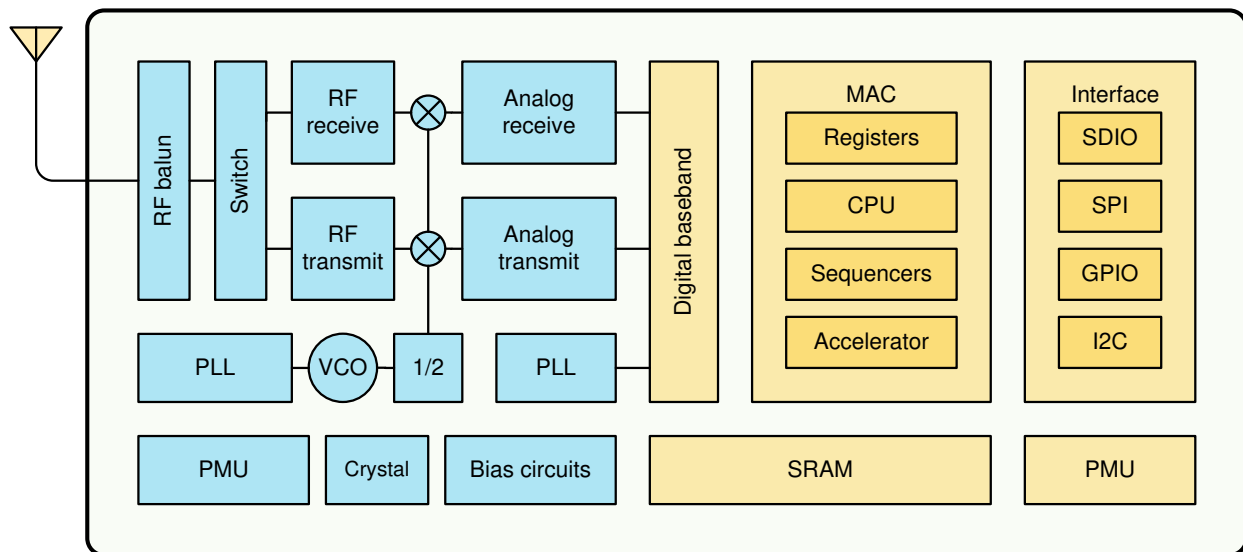 RF balun
Switch
RF
receive
RF
transmit
Analog
receive
Analog
transmit
PLL
VCO
1/2
PLL
Digital baseband
MAC
Registers
CPU
Sequencers
Accelerator
Interface
SDIO
SPI
GPIO
I2C
PMU
Crystal
Bias circuits
SRAM
PMU